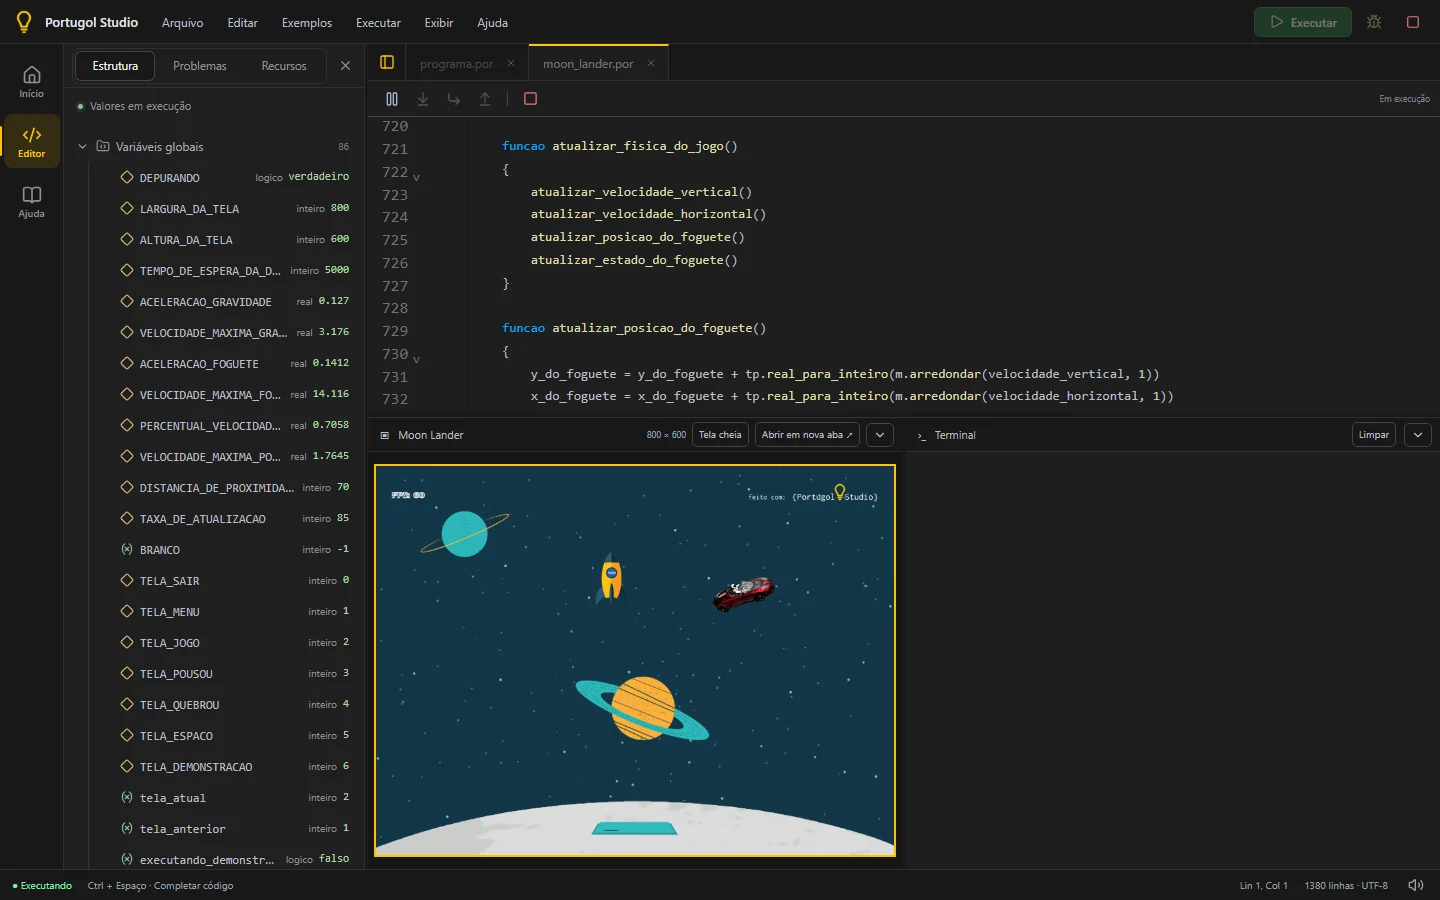 Portugol Studio Arquivo Editar Exemplos Executar Exibir Ajuda Executar
Início
Editor
Ajuda
Estrutura Problemas Recursos
Valores em execução
Variáveis globais 86
DEPURANDO logico verdadeiro
LARGURA_DA_TELA inteiro 800
ALTURA_DA_TELA inteiro 600
TEMPO_DE_ESPERA_DA_D... inteiro 5000
ACELERACAO_GRAVIDADE real 0.127
VELOCIDADE_MAXIMA_GRA... real 3.176
ACELERACAO_FOGUETE real 0.1412
VELOCIDADE_MAXIMA_FO... real 14.116
PERCENTUAL_VELOCIDAD... real 0.7058
VELOCIDADE_MAXIMA_PO... real 1.7645
DISTANCIA_DE_PROXIMIDA... inteiro 70
TAXA_DE_ATUALIZACAO inteiro 85
BRANCO inteiro -1
TELA_SAIR inteiro 0
TELA_MENU inteiro 1
TELA_JOGO inteiro 2
TELA_POUSOU inteiro 3
TELA_QUEBROU inteiro 4
TELA_ESPACO inteiro 5
TELA_DEMONSTRACAO inteiro 6
tela_atual inteiro 2
tela_anterior inteiro 1
executando_demonstr... logico falso
programa.por moon_lander.por
Em execução
720
721 funcao atualizar_fisica_do_jogo()
722 {
723 atualizar_velocidade_vertical()
724 atualizar_velocidade_horizontal()
725 atualizar_posicao_do_foguete()
726 atualizar_estado_do_foguete()
727 }
728
729 funcao atualizar_posicao_do_foguete()
730 {
731 y_do_foguete = y_do_foguete + tp.real_para_inteiro(m.arredondar(velocidade_vertical, 1))
732 x_do_foguete = x_do_foguete + tp.real_para_inteiro(m.arredondar(velocidade_horizontal, 1))
Moon Lander 800 × 600 Tela cheia Abrir em nova aba ↗
FPS: 60
feito com: {Portugol Studio}
Terminal Limpar
Executando Ctrl + Espaço · Completar código Lin 1, Col 1 1380 linhas · UTF-8